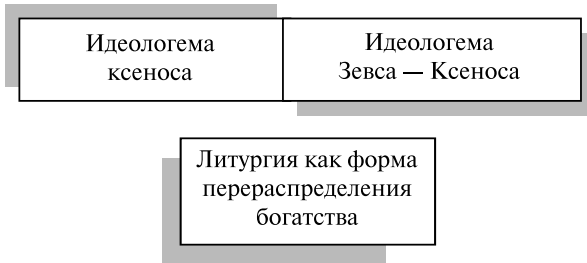 Идеологема
ксеноса
Идеологема
Зевса — Ксеноса
Литургия как форма
перераспределения
богатства